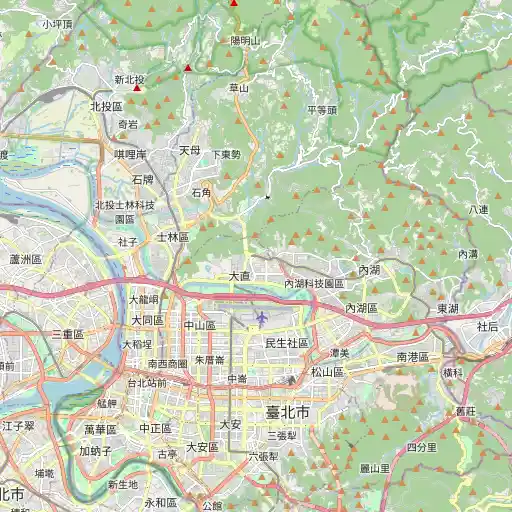 小坪頂
陽明山
新北投
草山
北投區
平等頭
奇岩
天母
下東勢
唭哩岸
渡
石牌
石角
北投士林科技
園區
八連
士林區
社子
內溝
蘆洲區
內湖
大直
內湖科技園區
大龍峒
內湖區
東湖
大同區
中山區
社后
三重區
大稻埕
民生社區
潭美
南港區
南西商圈
朱厝崙
頭前
松山區
橫科
台北站前
中崙
艋舺
臺北市
舊莊
江子翠
萬華區
中正區
大安
三張犁
加蚋子
大安區
四分里
古亭
六張犁
麗山里
埔墘
新生地
北市
永和區
公館